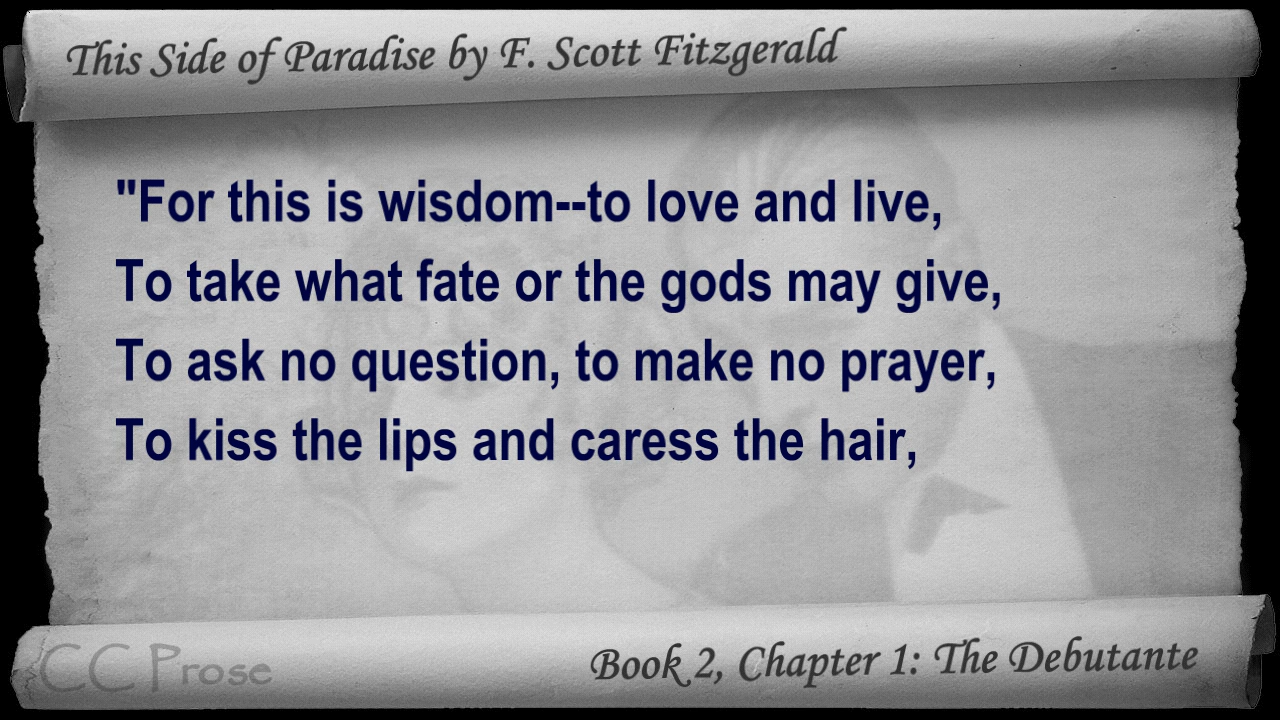 This Side of Paradise by F. Scott Fitzgerald
"For this is wisdom--to love and live,
To take what fate or the gods may give,
To ask no question, to make no prayer,
To kiss the lips and caress the hair,
CC Prose
Book 2, Chapter 1: The Debutante